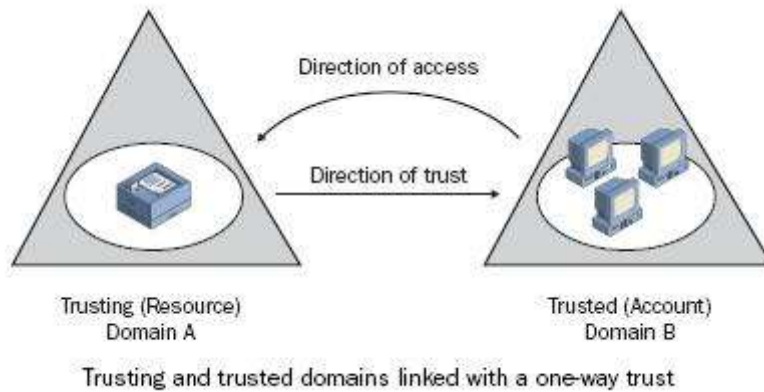 Direction of access
Direction of trust
Trusting (Resource)
Domain A
Trusted (Account)
Domain B
Trusting and trusted domains linked with a one-way trust